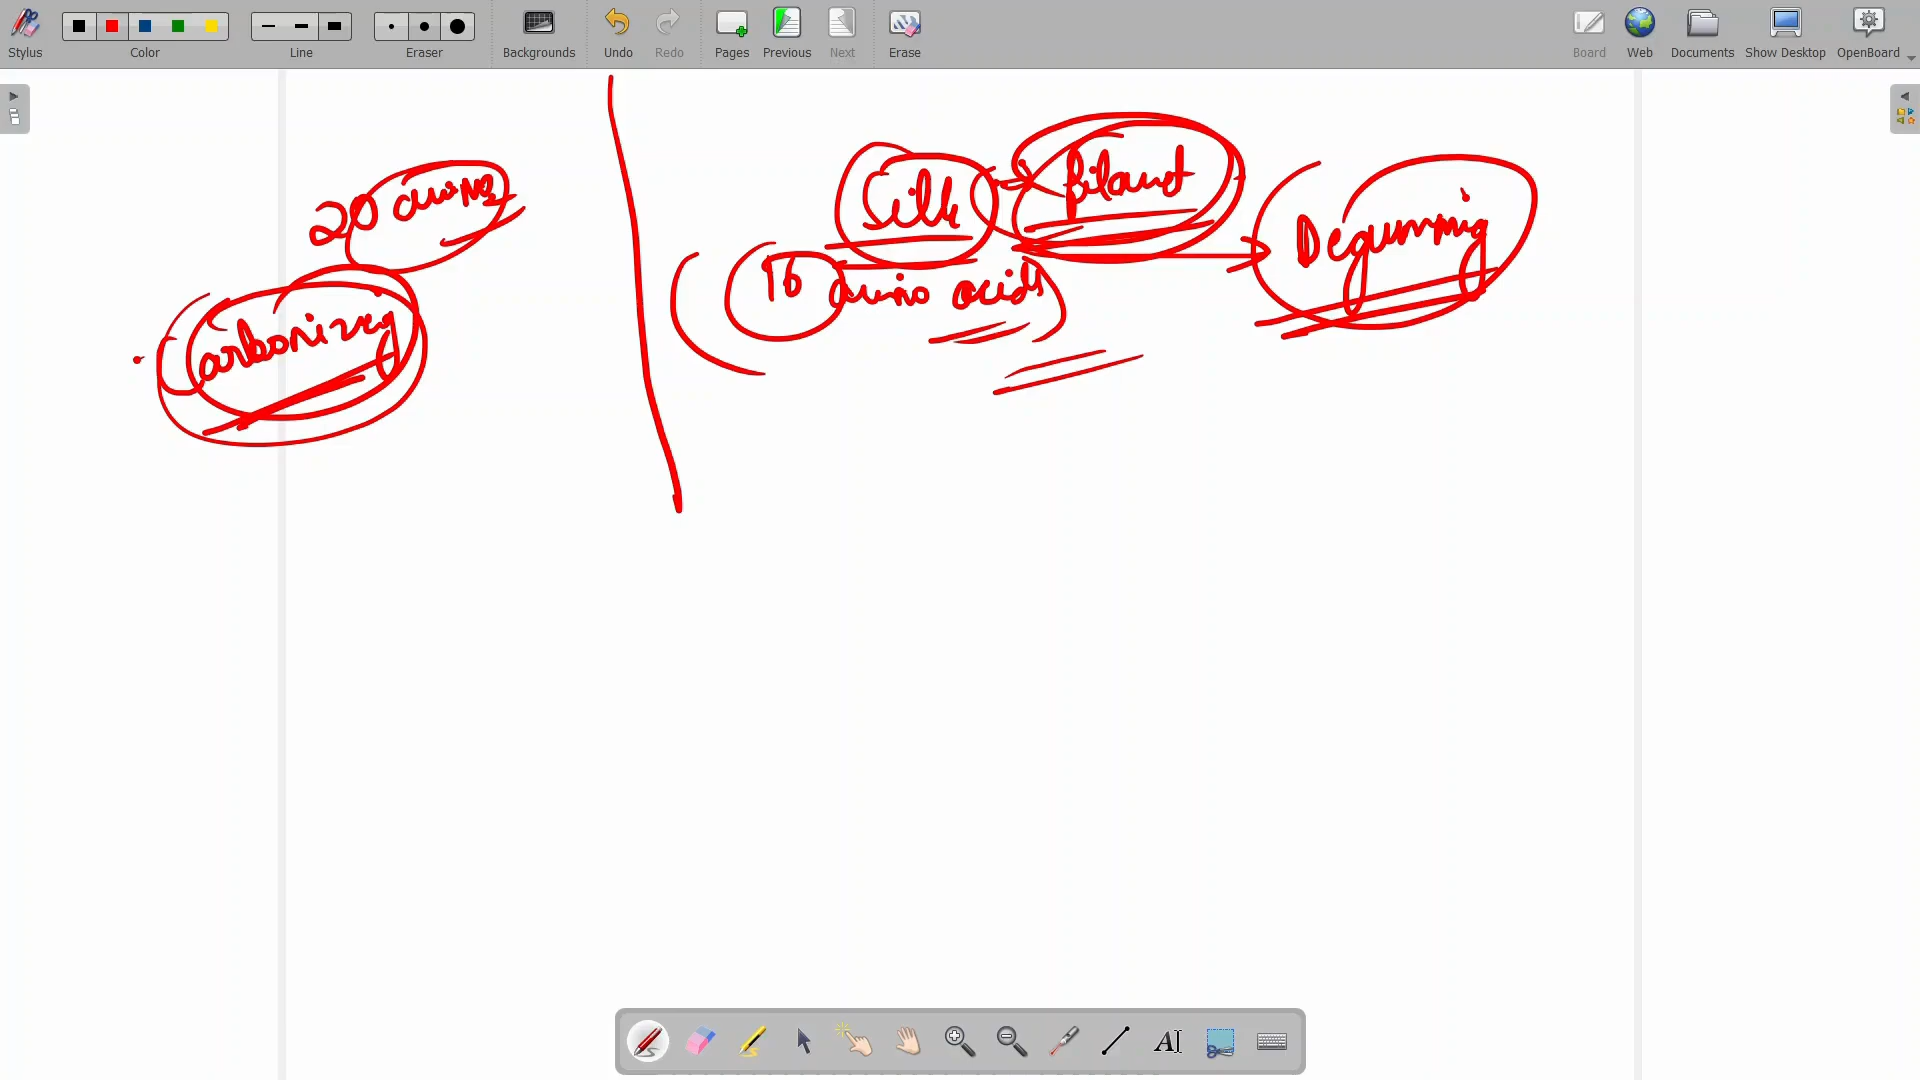 Stylus Color Line Eraser Backgrounds Undo Redo Pages Previous Next Erase Board Web Documents Show Desktop OpenBoard
20 amino
Carbonizing
Silk
filamet
Degumming
16 amino acids